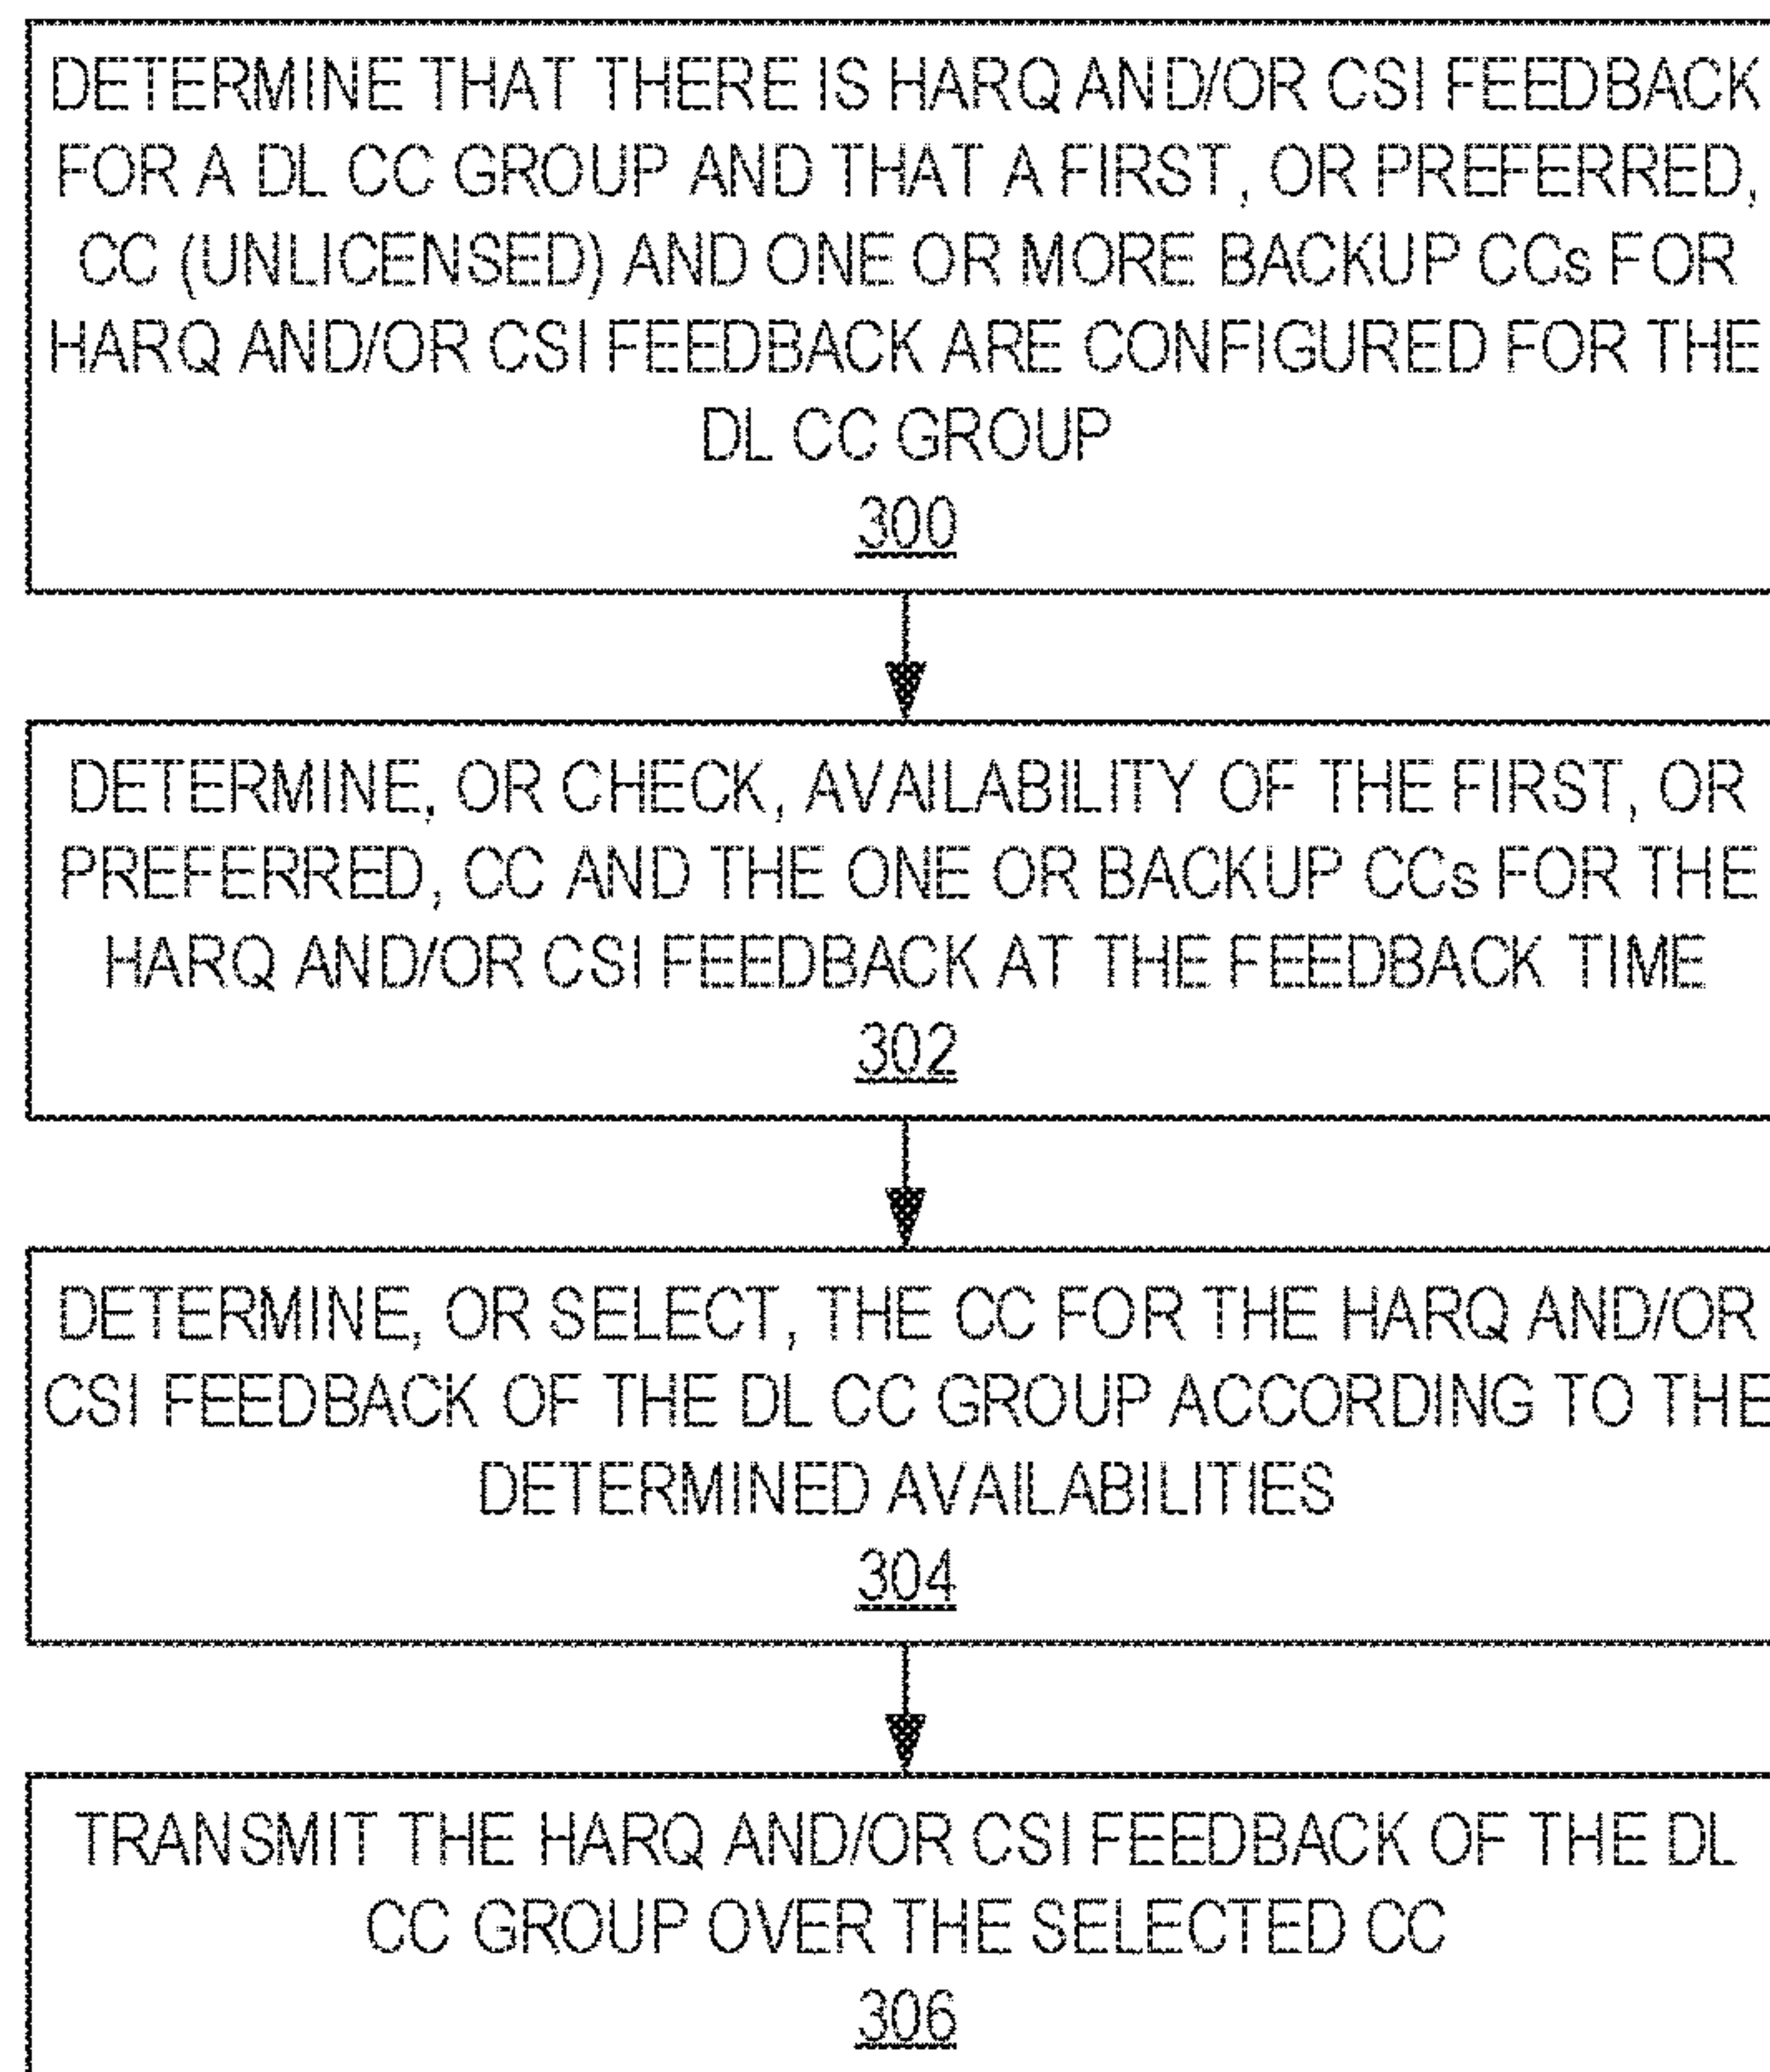 DETERMINE THAT THERE IS HARQ AND/OR CSI FEEDBACK
FOR A DL CC GROUP AND THAT A FIRST, OR PREFERRED,
CC (UNLICENSED) AND ONE OR MORE BACKUP CCs FOR
HARQ AND/OR CSI FEEDBACK ARE CONFIGURED FOR THE
DL CC GROUP
300
DETERMINE, OR CHECK, AVAILABILITY OF THE FIRST, OR
PREFERRED, CC AND THE ONE OR BACKUP CCs FOR THE
HARQ AND/OR CSI FEEDBACK AT THE FEEDBACK TIME
302
DETERMINE, OR SELECT, THE CC FOR THE HARQ AND/OR
CSI FEEDBACK OF THE DL CC GROUP ACCORDING TO THE
DETERMINED AVAILABILITIES
304
TRANSMIT THE HARQ AND/OR CSI FEEDBACK OF THE DL
CC GROUP OVER THE SELECTED CC
306